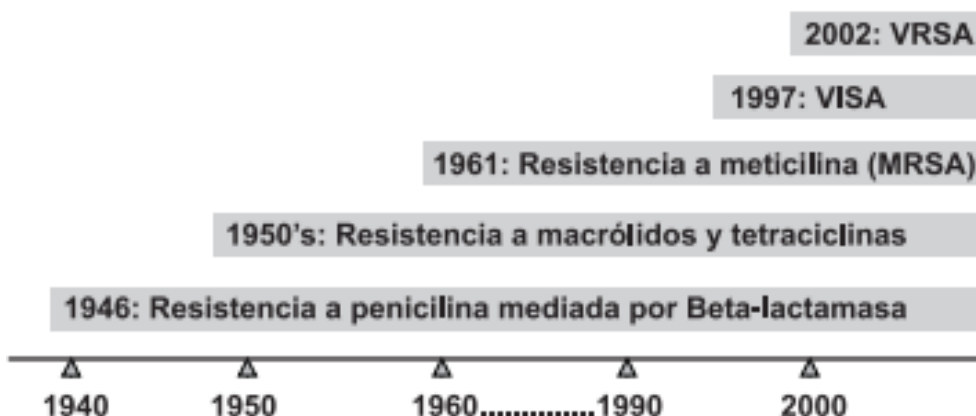 2002: VRSA
1997: VISA
1961: Resistencia a meticilina (MRSA)
1950's: Resistencia a macrólidos y tetraciclinas
1946: Resistencia a penicilina mediada por Beta-lactamasa
1940 1950 1960..............1990 2000